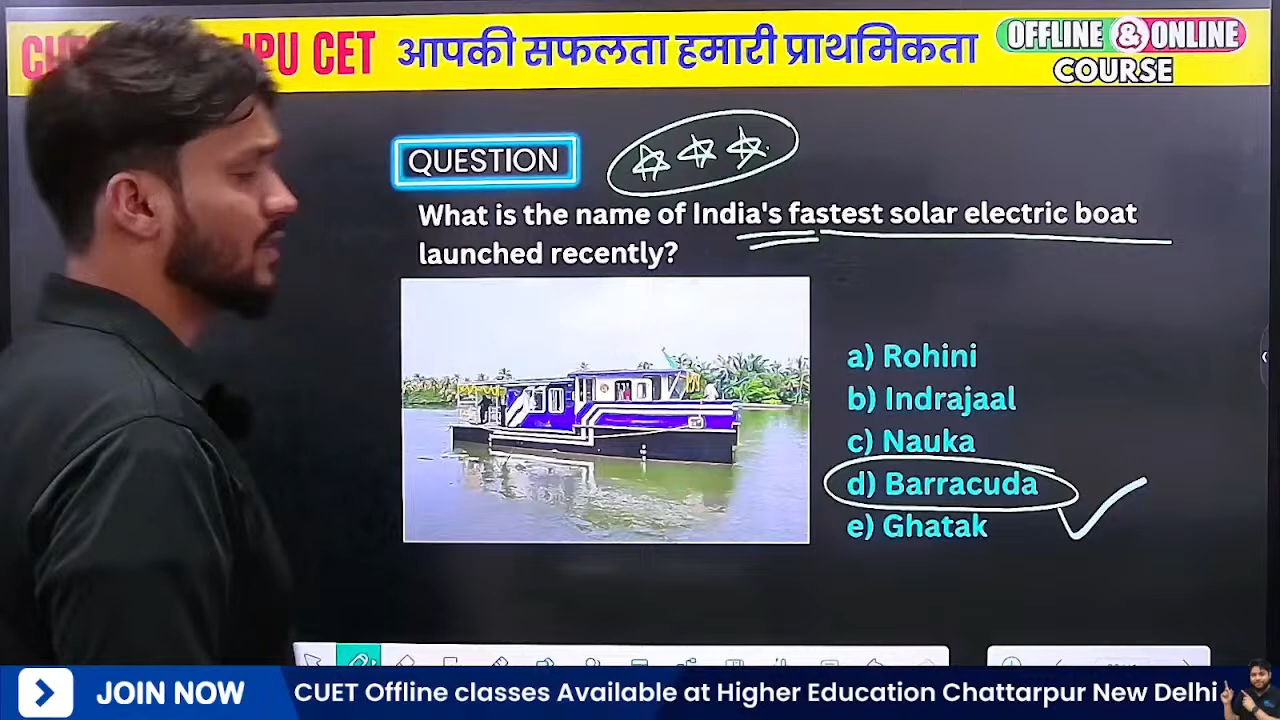 IPU CET आपकी सफलता हमारी प्राथमिकता OFFLINE & ONLINE
COURSE
QUESTION
What is the name of India's fastest solar electric boat
launched recently?
a) Rohini
b) Indrajaal
c) Nauka
d) Barracuda
e) Ghatak
JOIN NOW CUET Offline classes Available at Higher Education Chattarpur New Delhi